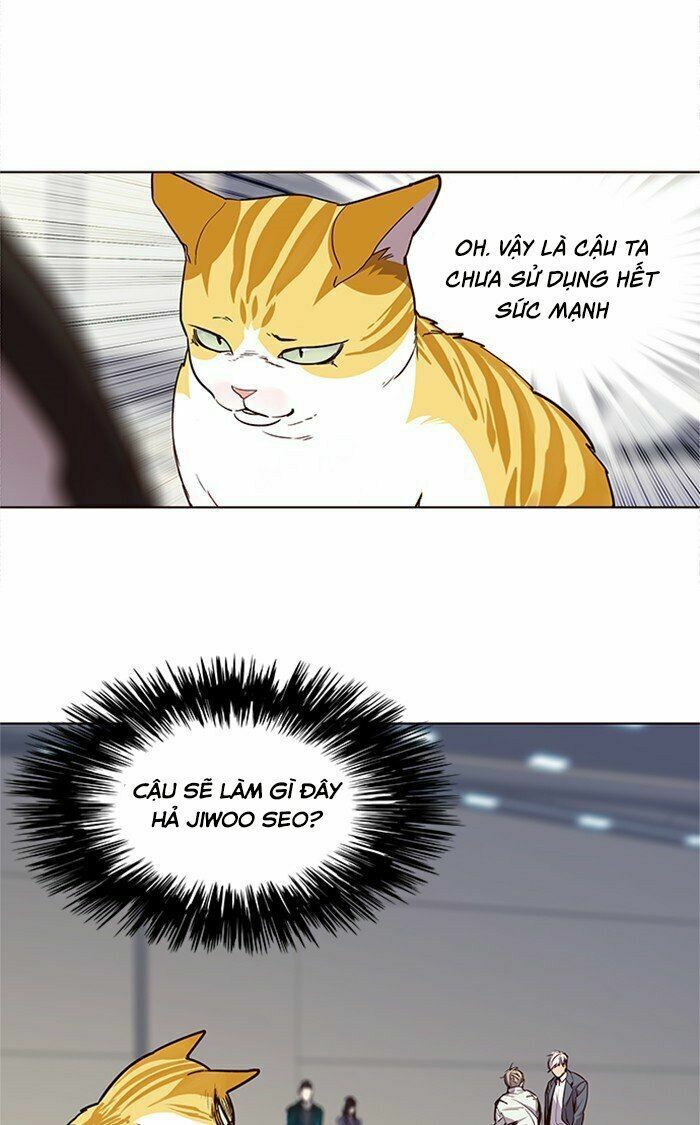 OH. VẬY LÀ CẬU TA
CHƯA SỬ DỤNG HẾT
SỨC MẠNH
CẬU SẼ LÀM GÌ ĐÂY
HẢ JIWOO SEO?